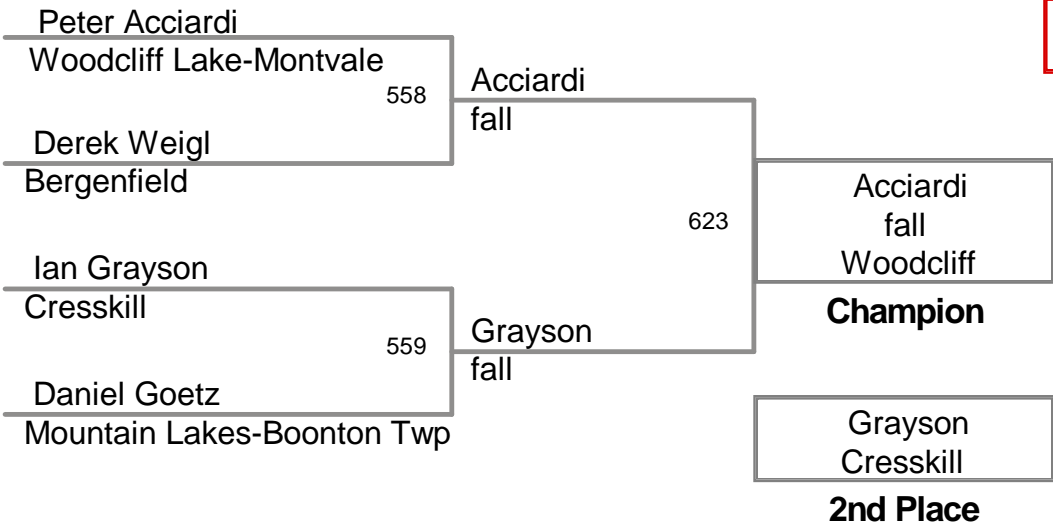 Peter Acciardi
Woodcliff Lake-Montvale
558
Acciardi
fall
Derek Weigl
Bergenfield
623
Acciardi
fall
Woodcliff
Champion
Ian Grayson
Cresskill
559
Grayson
fall
Daniel Goetz
Mountain Lakes-Boonton Twp
Grayson
Cresskill
2nd Place